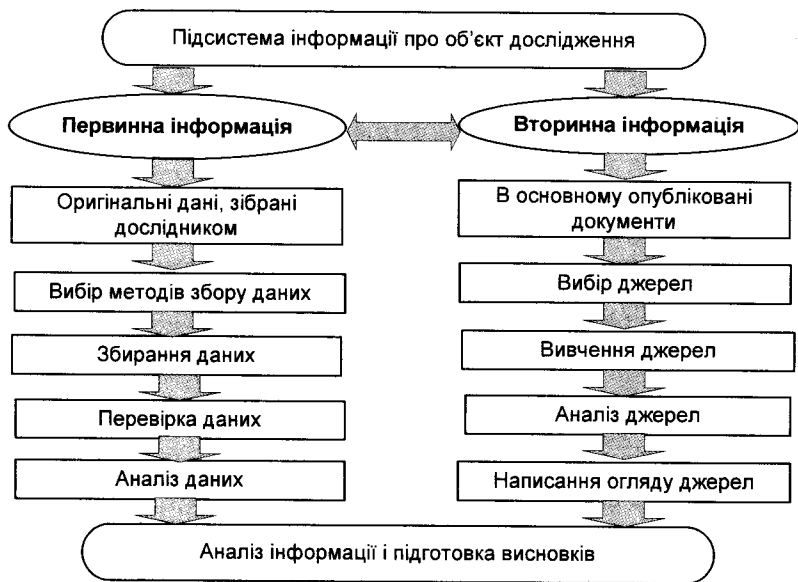 Підсистема інформації про об’єкт дослідження
Первинна інформація
Вторинна інформація
Оригінальні дані, зібрані
дослідником
В основному опубліковані
документи
Вибір методів збору даних
Вибір джерел
Збирання даних
Вивчення джерел
Перевірка даних
Аналіз джерел
Аналіз даних
Написання огляду джерел
Аналіз інформації і підготовка висновків